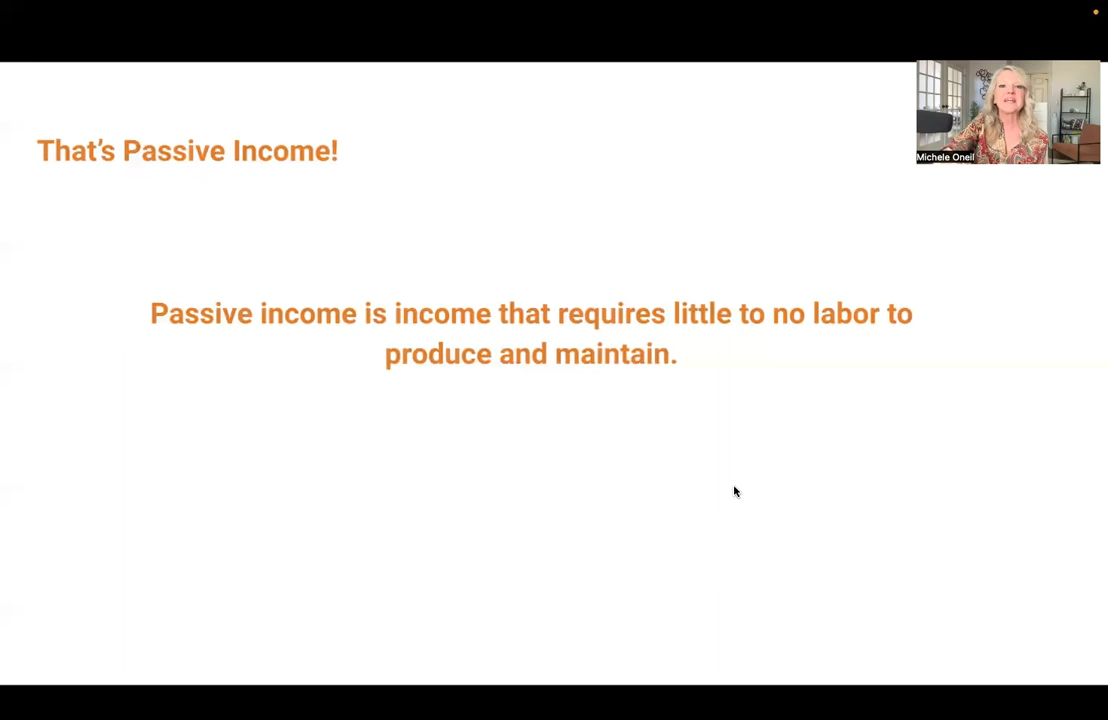 That’s Passive Income!
Michele Oneil
Passive income is income that requires little to no labor to
produce and maintain.